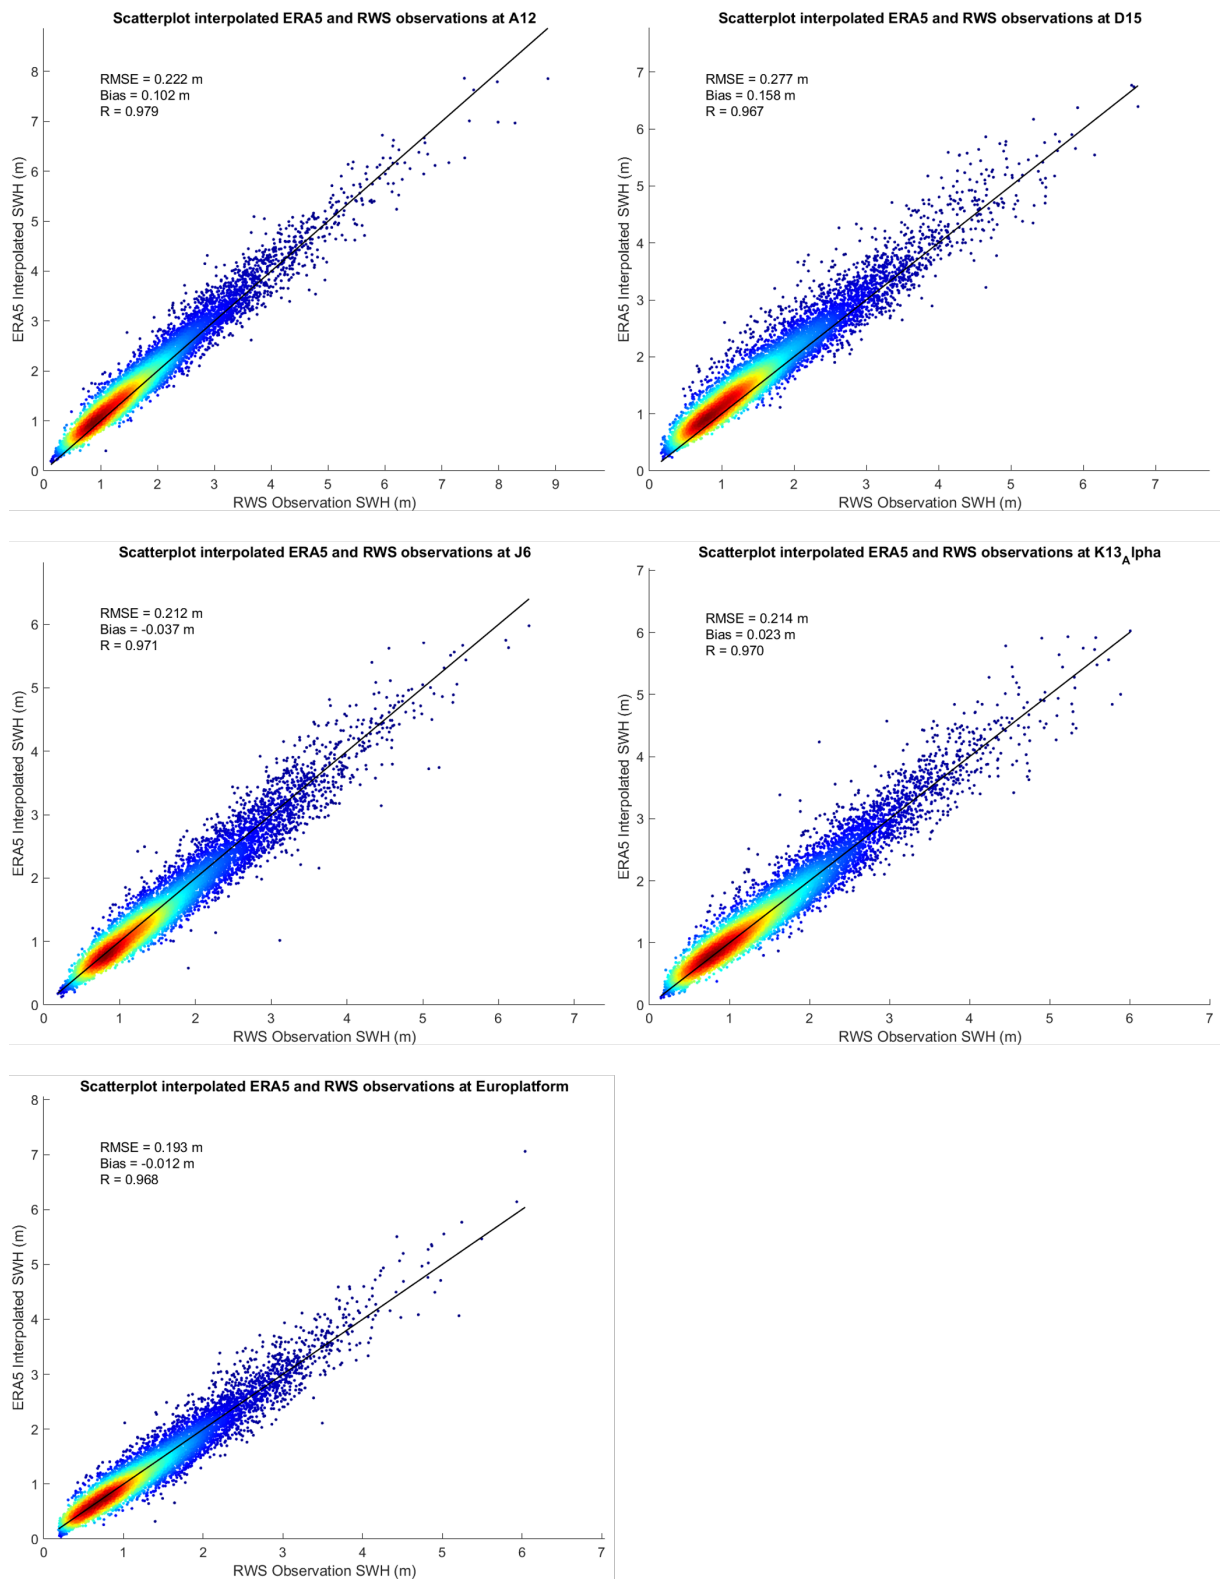 Scatterplot interpolated ERA5 and RWS observations at A12
RMSE = 0.222 m
Bias = 0.102 m
R = 0.979
ERA5 Interpolated SWH (m)
8
7
6
5
4
3
2
1
0
0 1 2 3 4 5 6 7 8 9
RWS Observation SWH (m)
Scatterplot interpolated ERA5 and RWS observations at D15
RMSE = 0.277 m
Bias = 0.158 m
R = 0.967
ERA5 Interpolated SWH (m)
7
6
5
4
3
2
1
0
0 1 2 3 4 5 6 7
RWS Observation SWH (m)
Scatterplot interpolated ERA5 and RWS observations at J6
RMSE = 0.212 m
Bias = -0.037 m
R = 0.971
ERA5 Interpolated SWH (m)
6
5
4
3
2
1
0
0 1 2 3 4 5 6 7
RWS Observation SWH (m)
Scatterplot interpolated ERA5 and RWS observations at K13Alpha
RMSE = 0.214 m
Bias = 0.023 m
R = 0.970
ERA5 Interpolated SWH (m)
7
6
5
4
3
2
1
0
0 1 2 3 4 5 6 7
RWS Observation SWH (m)
Scatterplot interpolated ERA5 and RWS observations at Europlatform
RMSE = 0.193 m
Bias = -0.012 m
R = 0.968
ERA5 Interpolated SWH (m)
8
7
6
5
4
3
2
1
0
0 1 2 3 4 5 6 7
RWS Observation SWH (m)